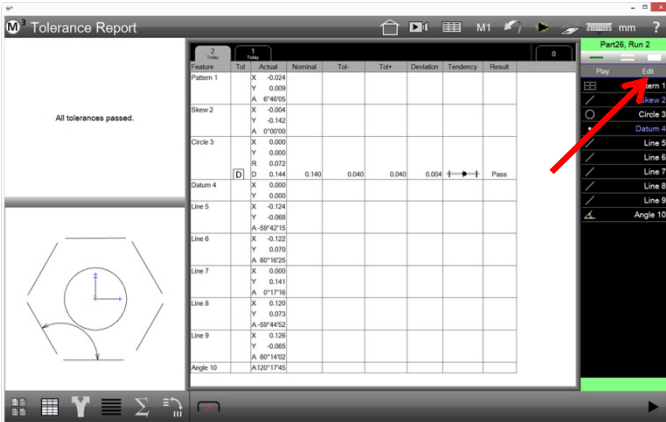 M³ Tolerance Report
M1
mm
?
All tolerances passed.
2
Today
1
Today
0
Feature Tol Actual Nominal Tol- Tol+ Deviation Tendency Result
Pattern 1 X -0.024
Y 0.009
A 6°46'05
Skew 2 X -0.004
Y -0.142
A 0°00'00
Circle 3 X 0.000
Y 0.000
R 0.072
D D 0.144 0.140 0.040 0.040 0.004 Pass
Datum 4 X 0.000
Y 0.000
Line 5 X -0.124
Y -0.068
A -59°42'15
Line 6 X -0.122
Y 0.070
A 60°16'25
Line 7 X 0.000
Y 0.141
A 0°17'16
Line 8 X 0.120
Y 0.073
A -59°44'52
Line 9 X 0.126
Y -0.065
A 60°14'02
Angle 10 A 120°17'45
Part26, Run 2
Play Edit
tern 1
Skew 2
Circle 3
Datum 4
Line 5
Line 6
Line 7
Line 8
Line 9
Angle 10